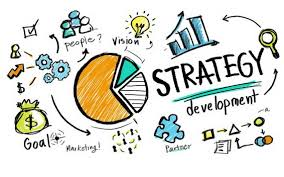 People?
Vision
STRATEGY
development
Goal
Marketing!
Partner
$
$